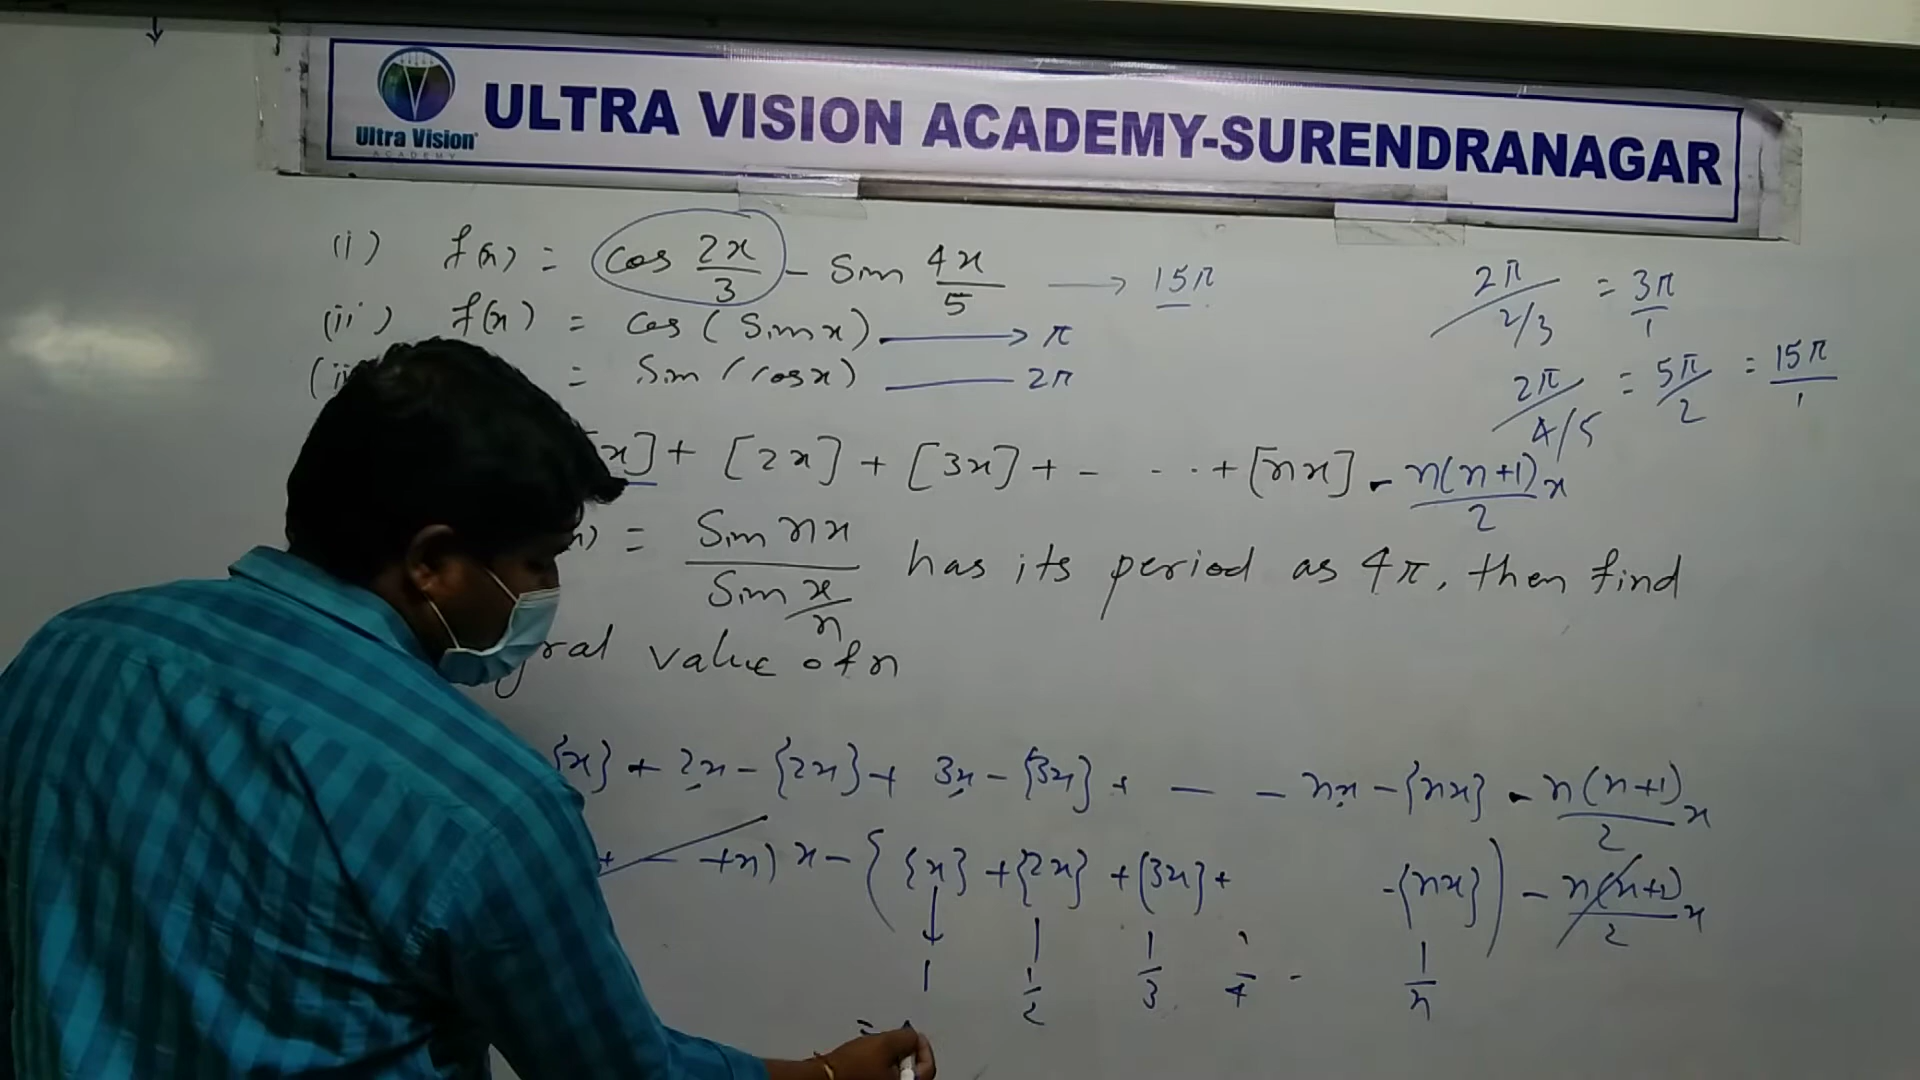 Ultra Vision
ACADEMY
ULTRA VISION ACADEMY-SURENDRANAGAR
(i) f(x) = cos 2x/3 - Sin 4x/5 → 15π
2π / 2/3 = 3π/1
(ii) f(x) = cos (Sin x) → π
2π / 4/5 = 5π/2 = 15π/1
= Sin (cosx) — 2π
x] + [2x] + [3x] + - - - - + [nx] - n(n+1)/2 x
= Sin nx / Sin x/n has its period as 4π, then find
ral value of n
{x} + 2x - {2x} + 3x - {3x} + — - nx - {nx} - n(n+1)/2 x
+ — +n) x - ( {x} + {2x} + {3x} + - {nx} ) - n(n+1)/2 x
1 1/2 1/3 1/4 - 1/n
=